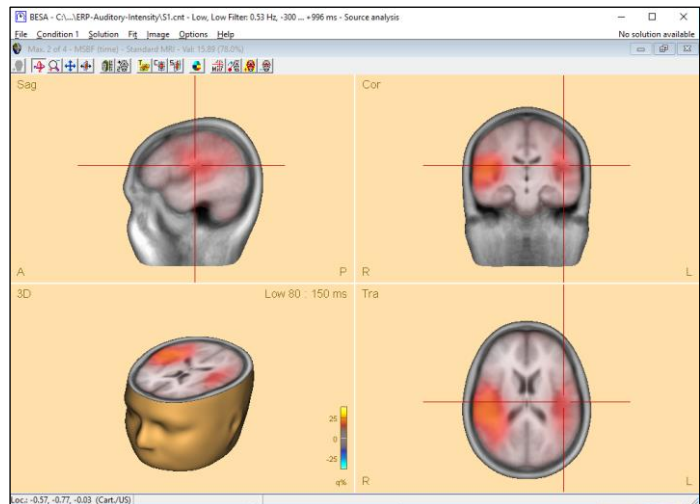 BESA - C:\...\ERP-Auditory-Intensity\S1.cnt - Low, Low Filter: 0.53 Hz, -300 ... +996 ms - Source analysis
File Condition 1 Solution Fit Image Options Help No solution available
Max. 2 of 4 - MSBF (time) - Standard MRI - Val: 15.89 (78.0%)
Sag
Cor
A P
R L
3D Low 80 : 150 ms
Tra
25
0
-25
q%
R L
Loc.: -0.57, -0.77, -0.03 (Cart./US)